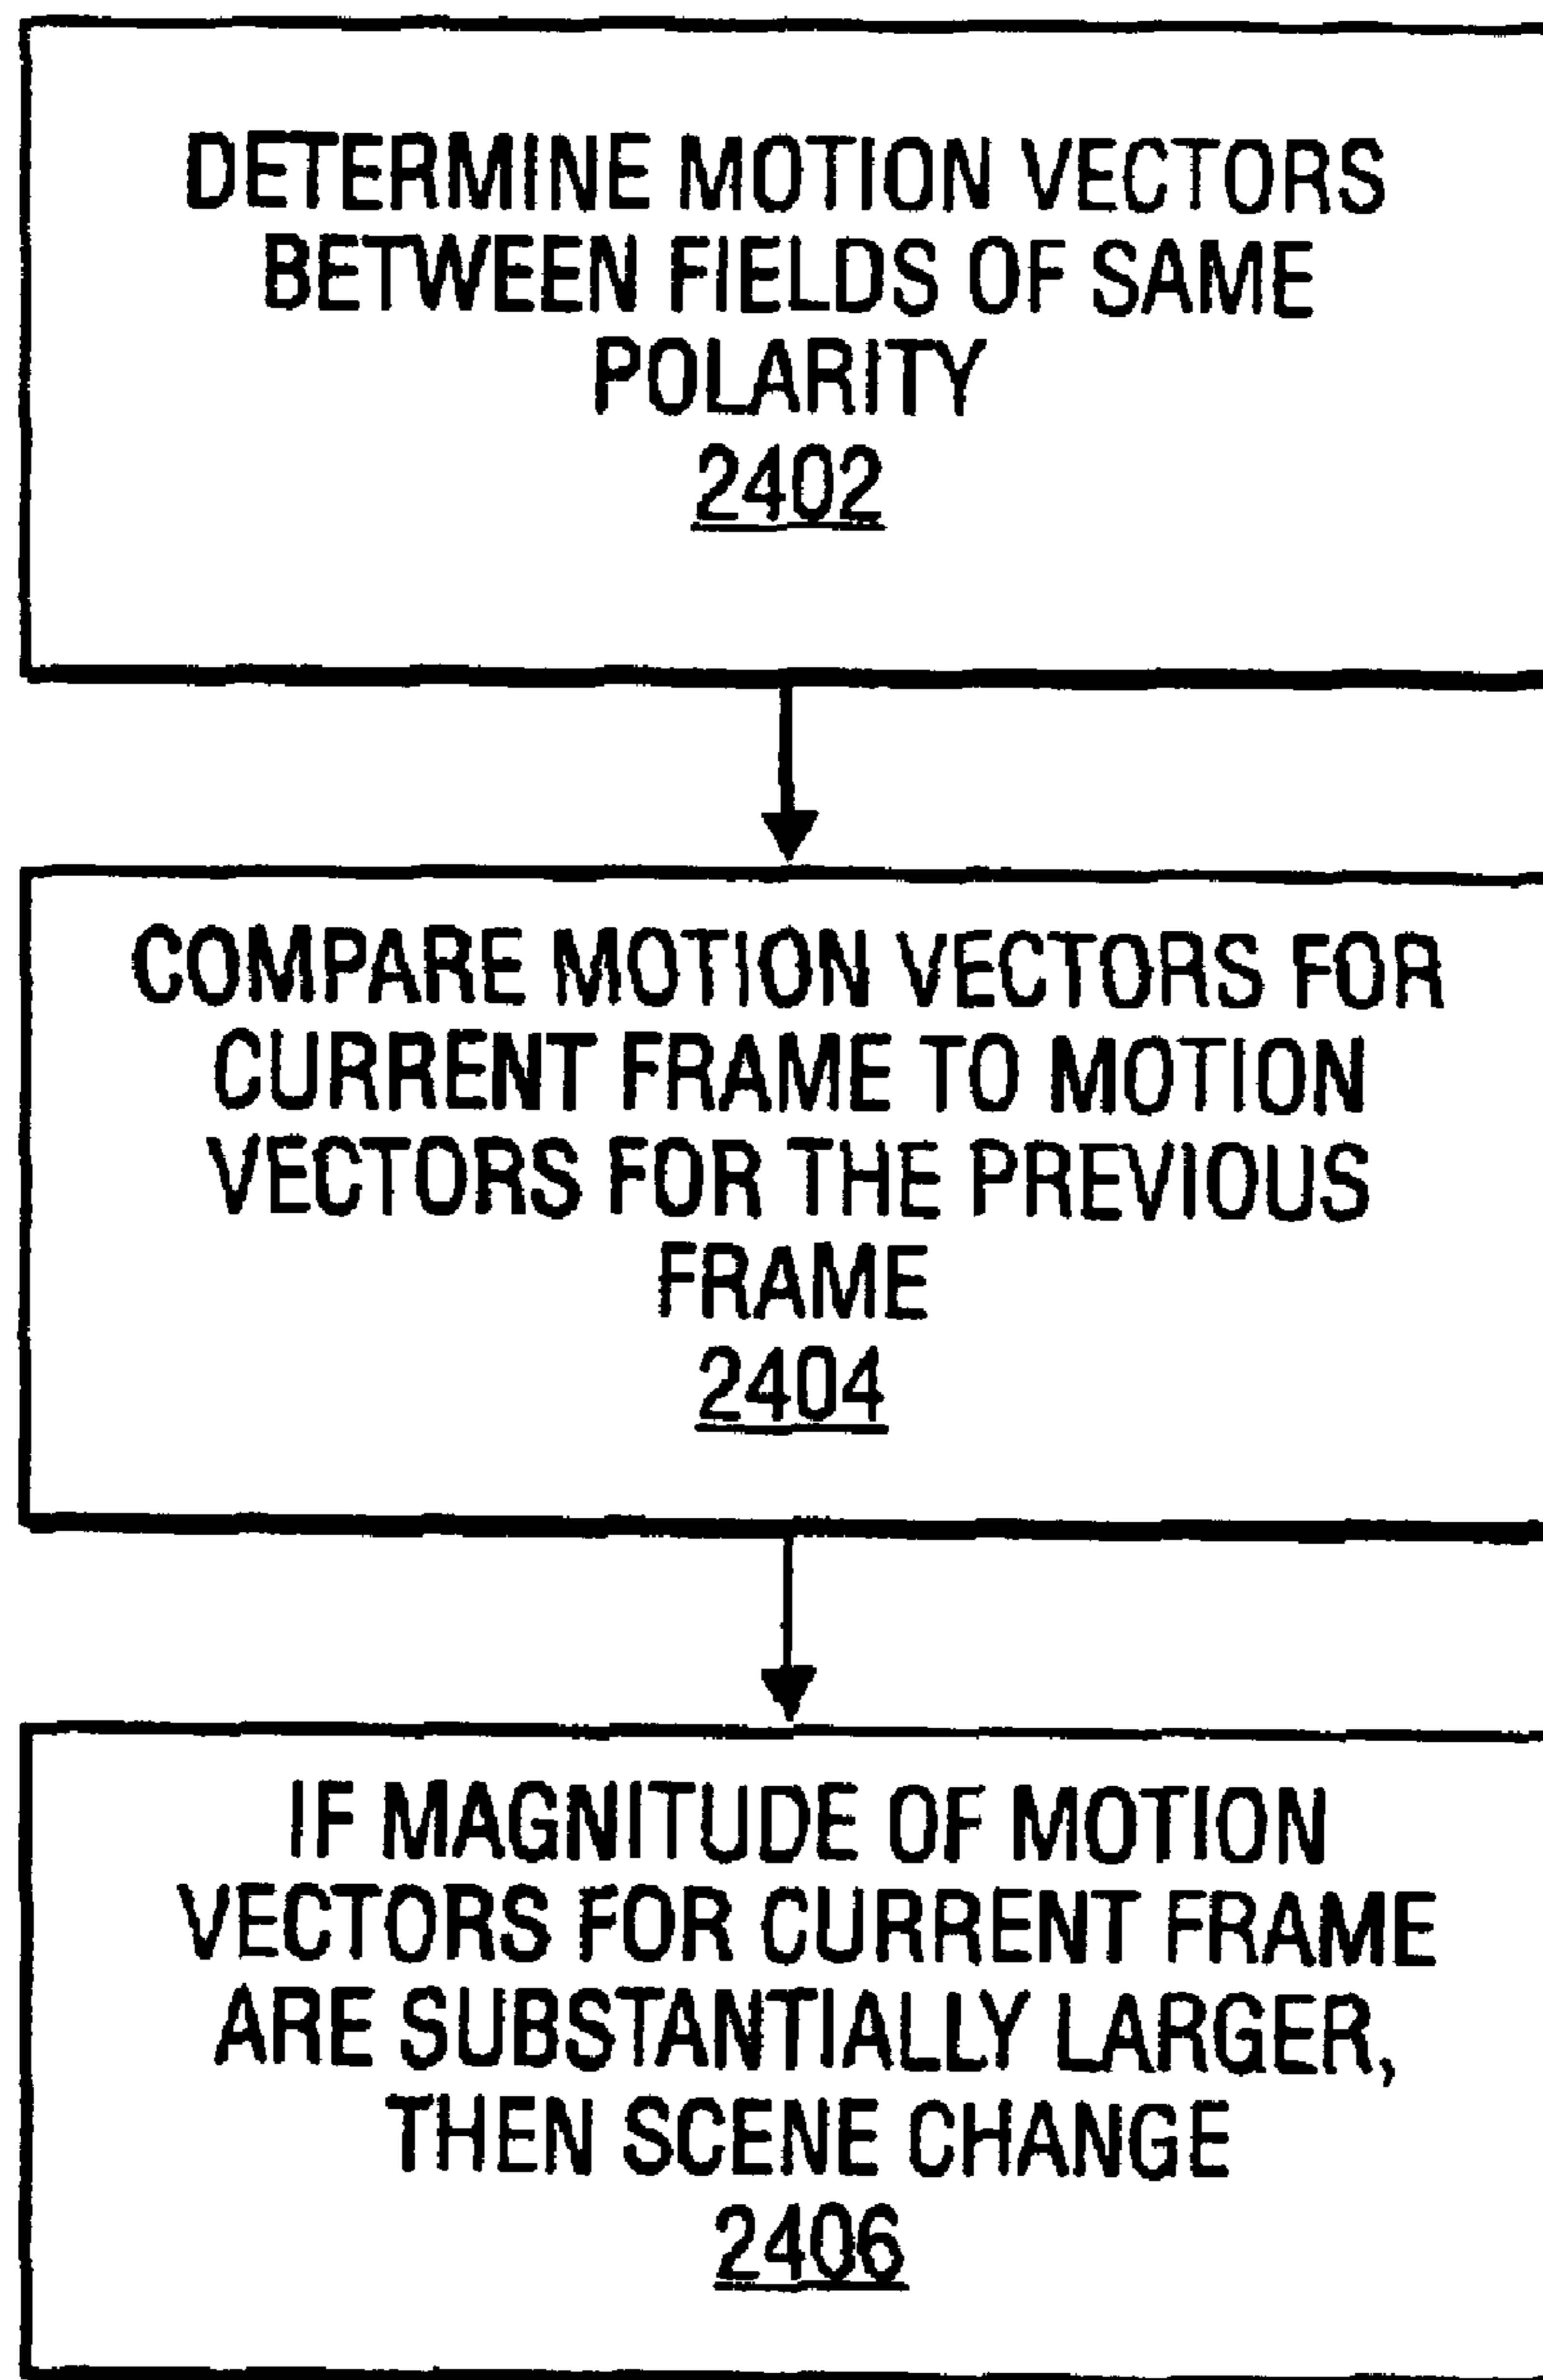 DETERMINE MOTION VECTORS
BETWEEN FIELDS OF SAME
POLARITY
2402
COMPARE MOTION VECTORS FOR
CURRENT FRAME TO MOTION
VECTORS FOR THE PREVIOUS
FRAME
2404
IF MAGNITUDE OF MOTION
VECTORS FOR CURRENT FRAME
ARE SUBSTANTIALLY LARGER,
THEN SCENE CHANGE
2406